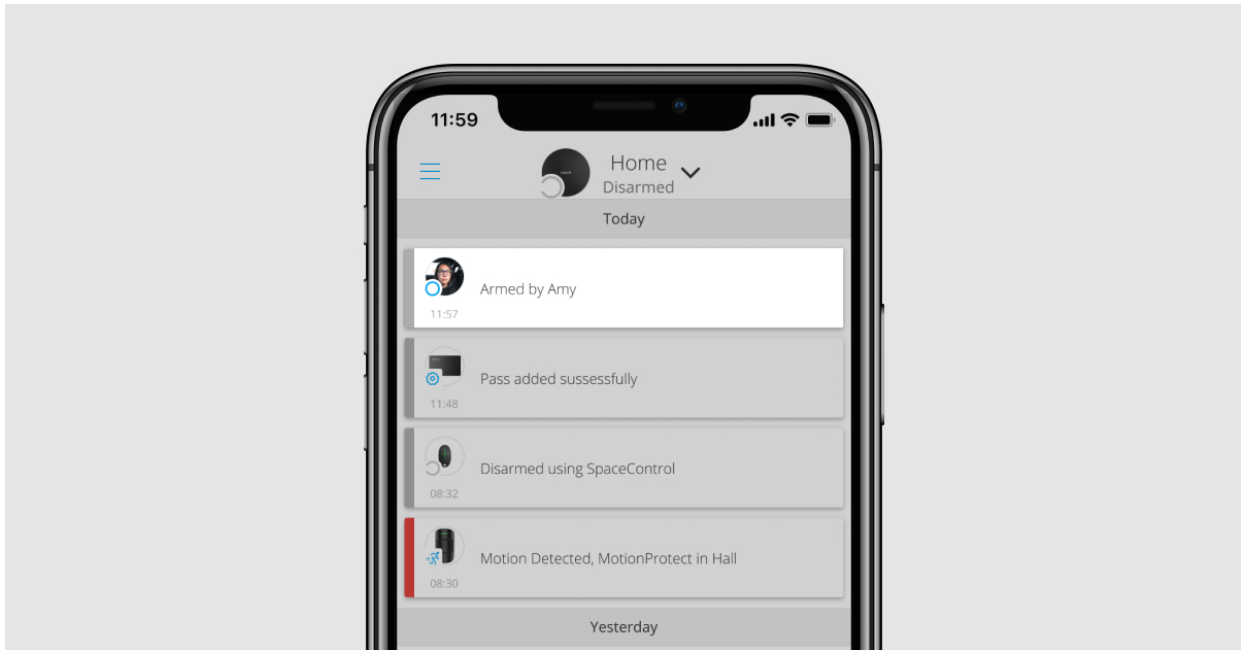 11:59
Home
Disarmed
Today
Armed by Amy
11:57
Pass added sussessfully
11:48
Disarmed using SpaceControl
08:32
Motion Detected, MotionProtect in Hall
08:30
Yesterday